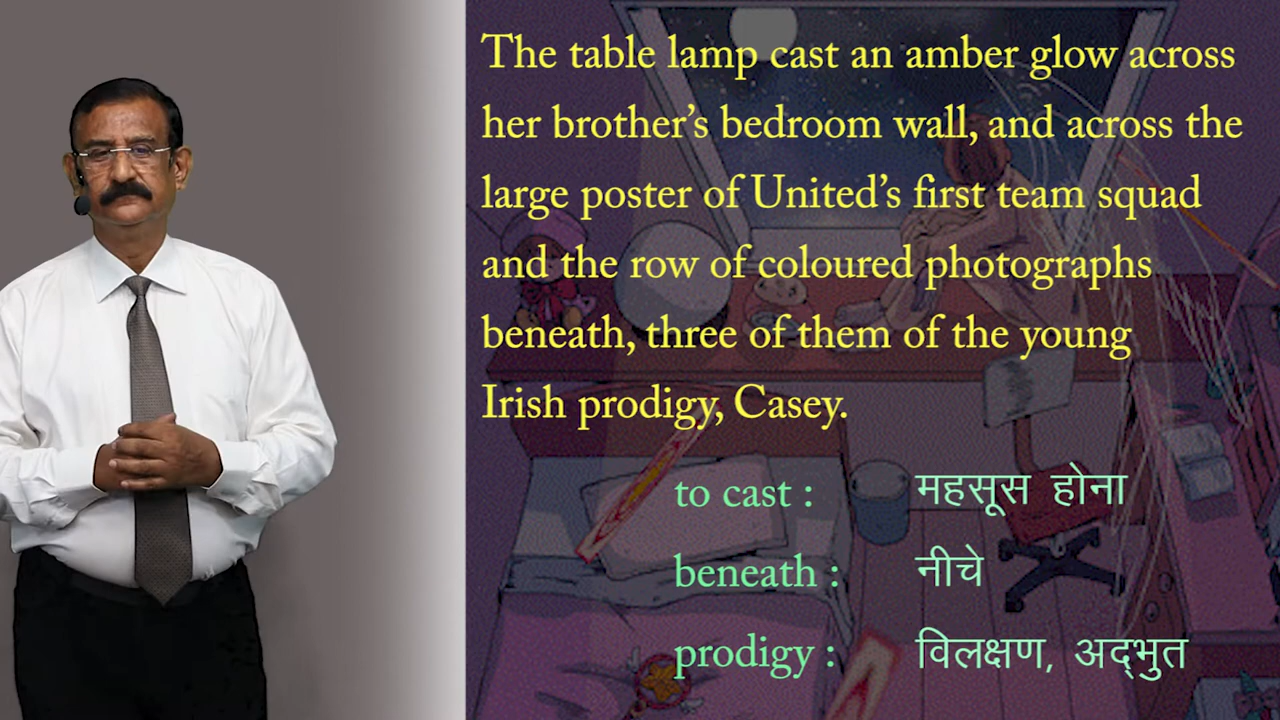 The table lamp cast an amber glow across
her brother’s bedroom wall, and across the
large poster of United’s first team squad
and the row of coloured photographs
beneath, three of them of the young
Irish prodigy, Casey.
to cast : महसूस होना
beneath : नीचे
prodigy : विलक्षण, अद्भुत